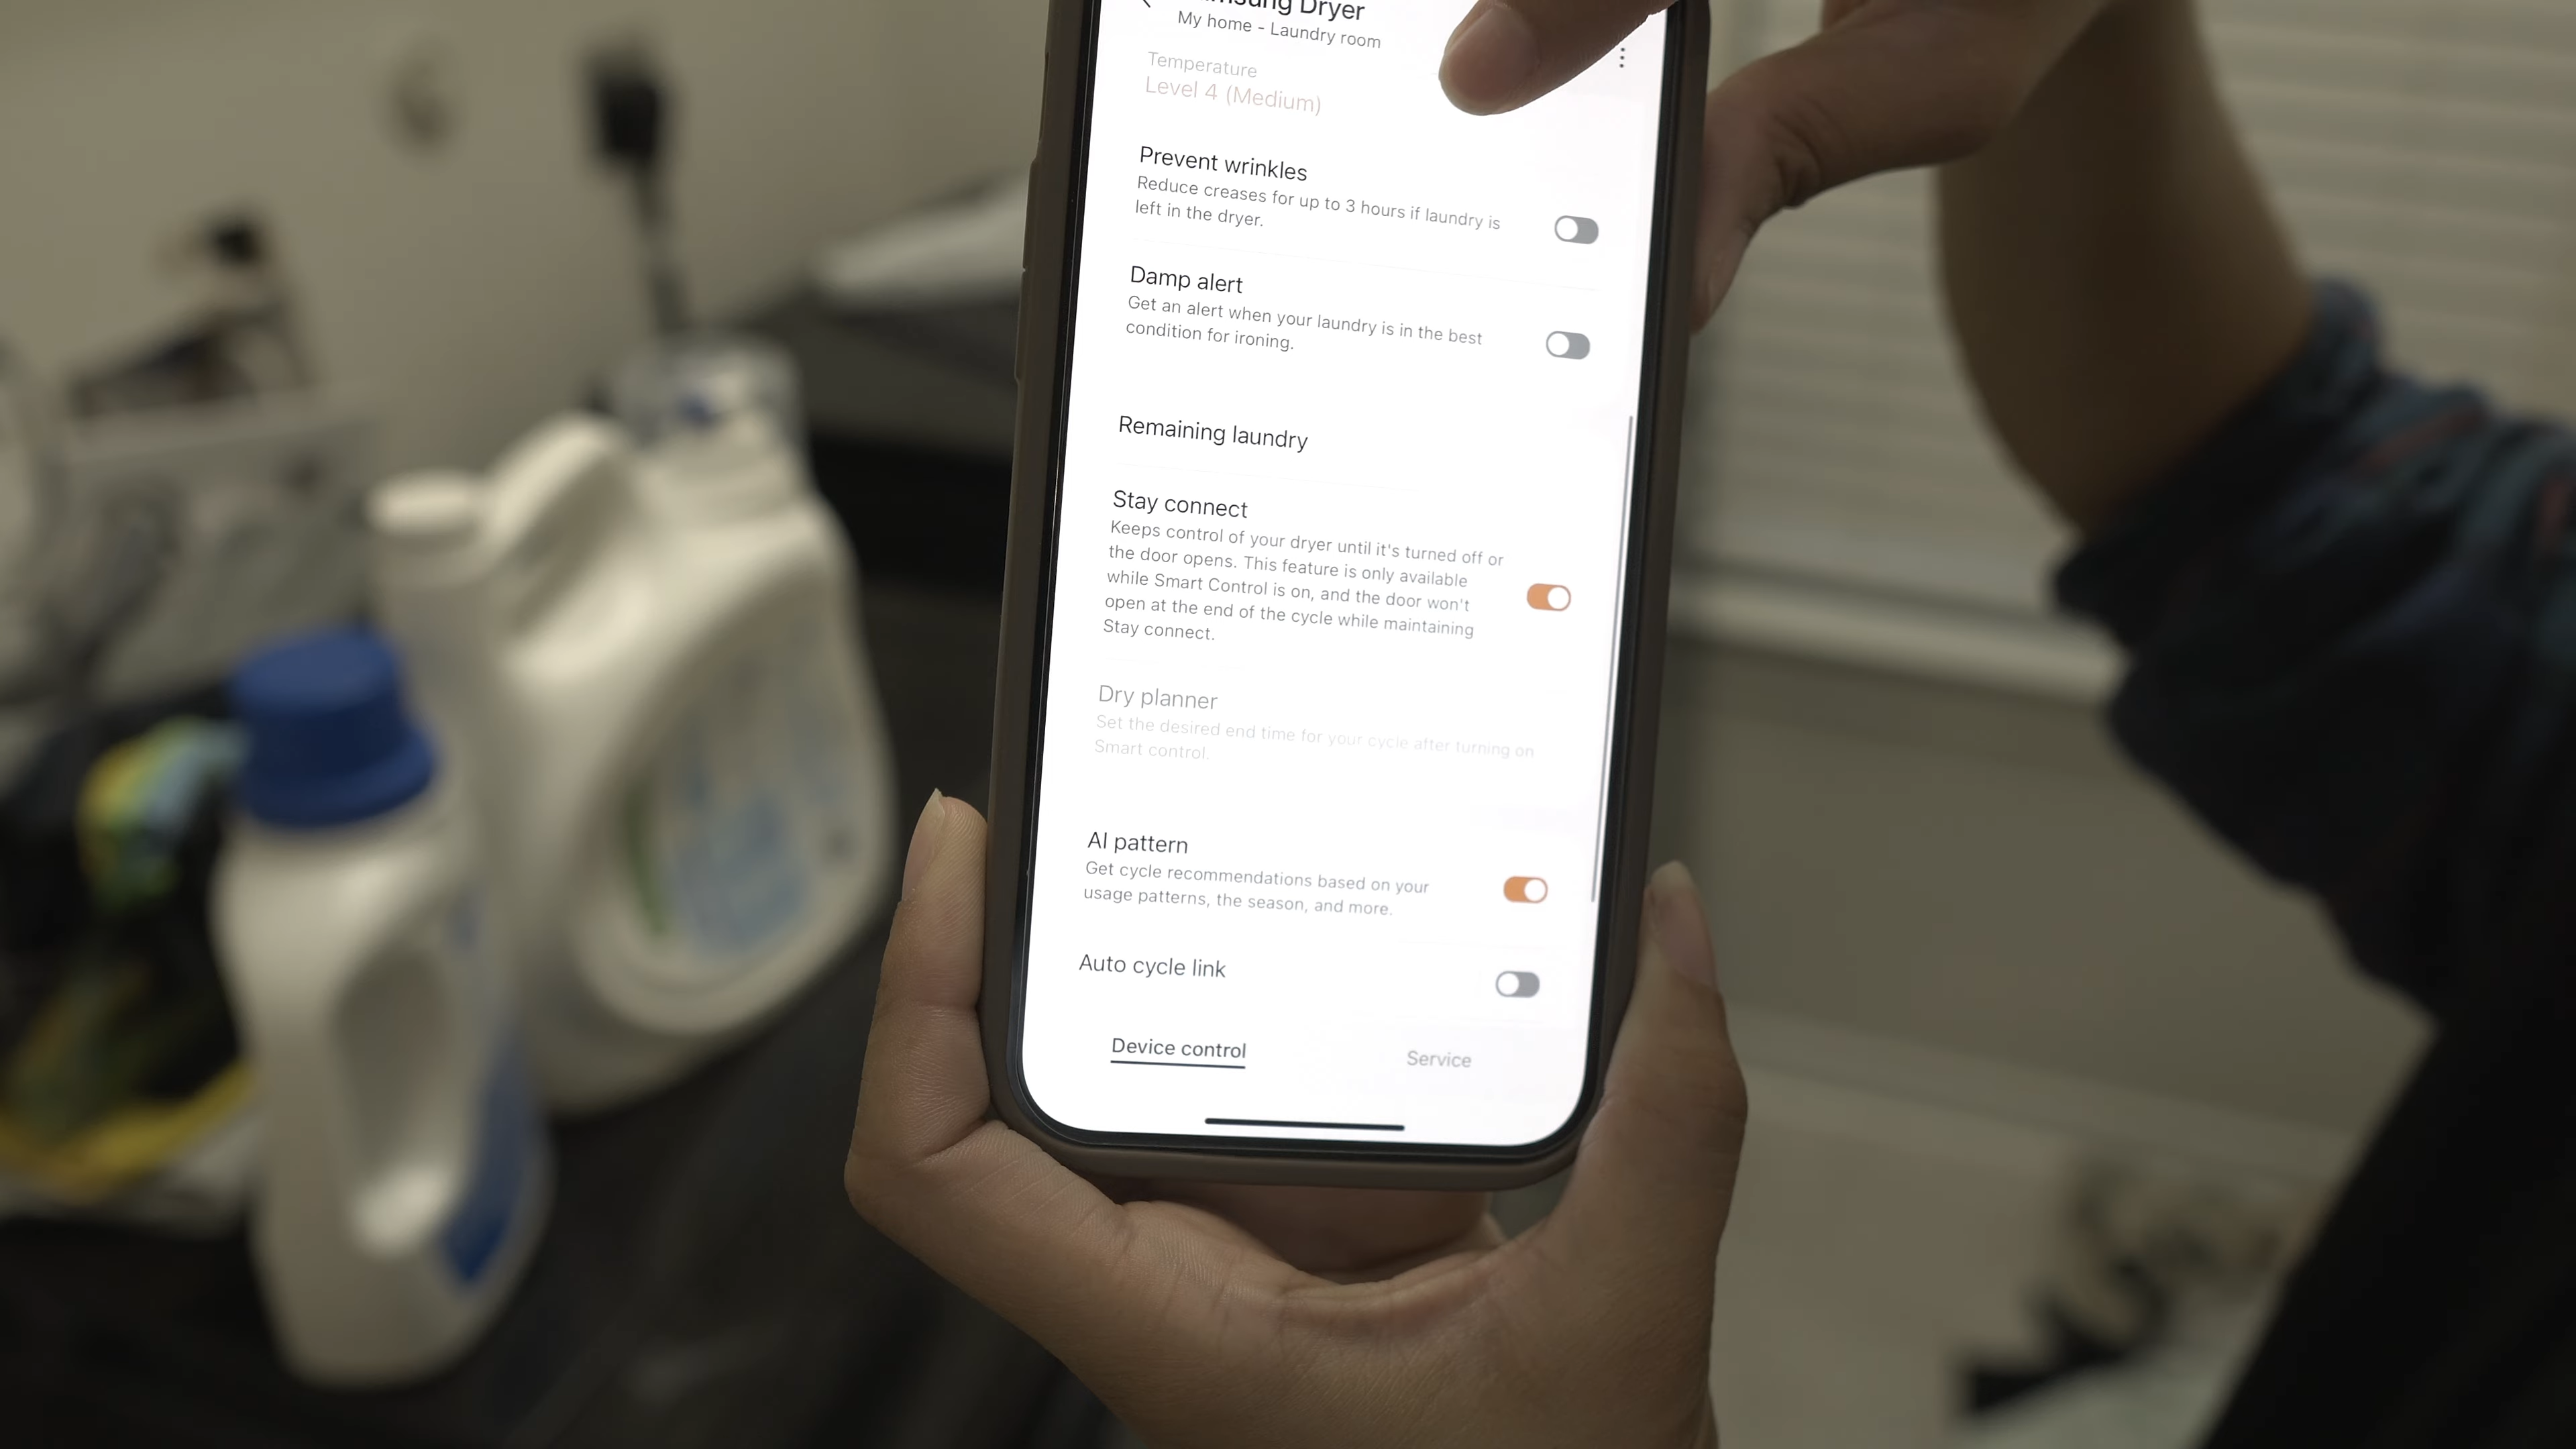 Dryer
My home - Laundry room
Temperature
Level 4 (Medium)
Prevent wrinkles
Reduce creases for up to 3 hours if laundry is
left in the dryer.
Damp alert
Get an alert when your laundry is in the best
condition for ironing.
Remaining laundry
Stay connect
Keeps control of your dryer until it's turned off or
the door opens. This feature is only available
while Smart Control is on, and the door won't
open at the end of the cycle while maintaining
Stay connect.
Dry planner
Set the desired end time for your cycle after turning on
Smart control.
AI pattern
Get cycle recommendations based on your
usage patterns, the season, and more.
Auto cycle link
Device control
Service